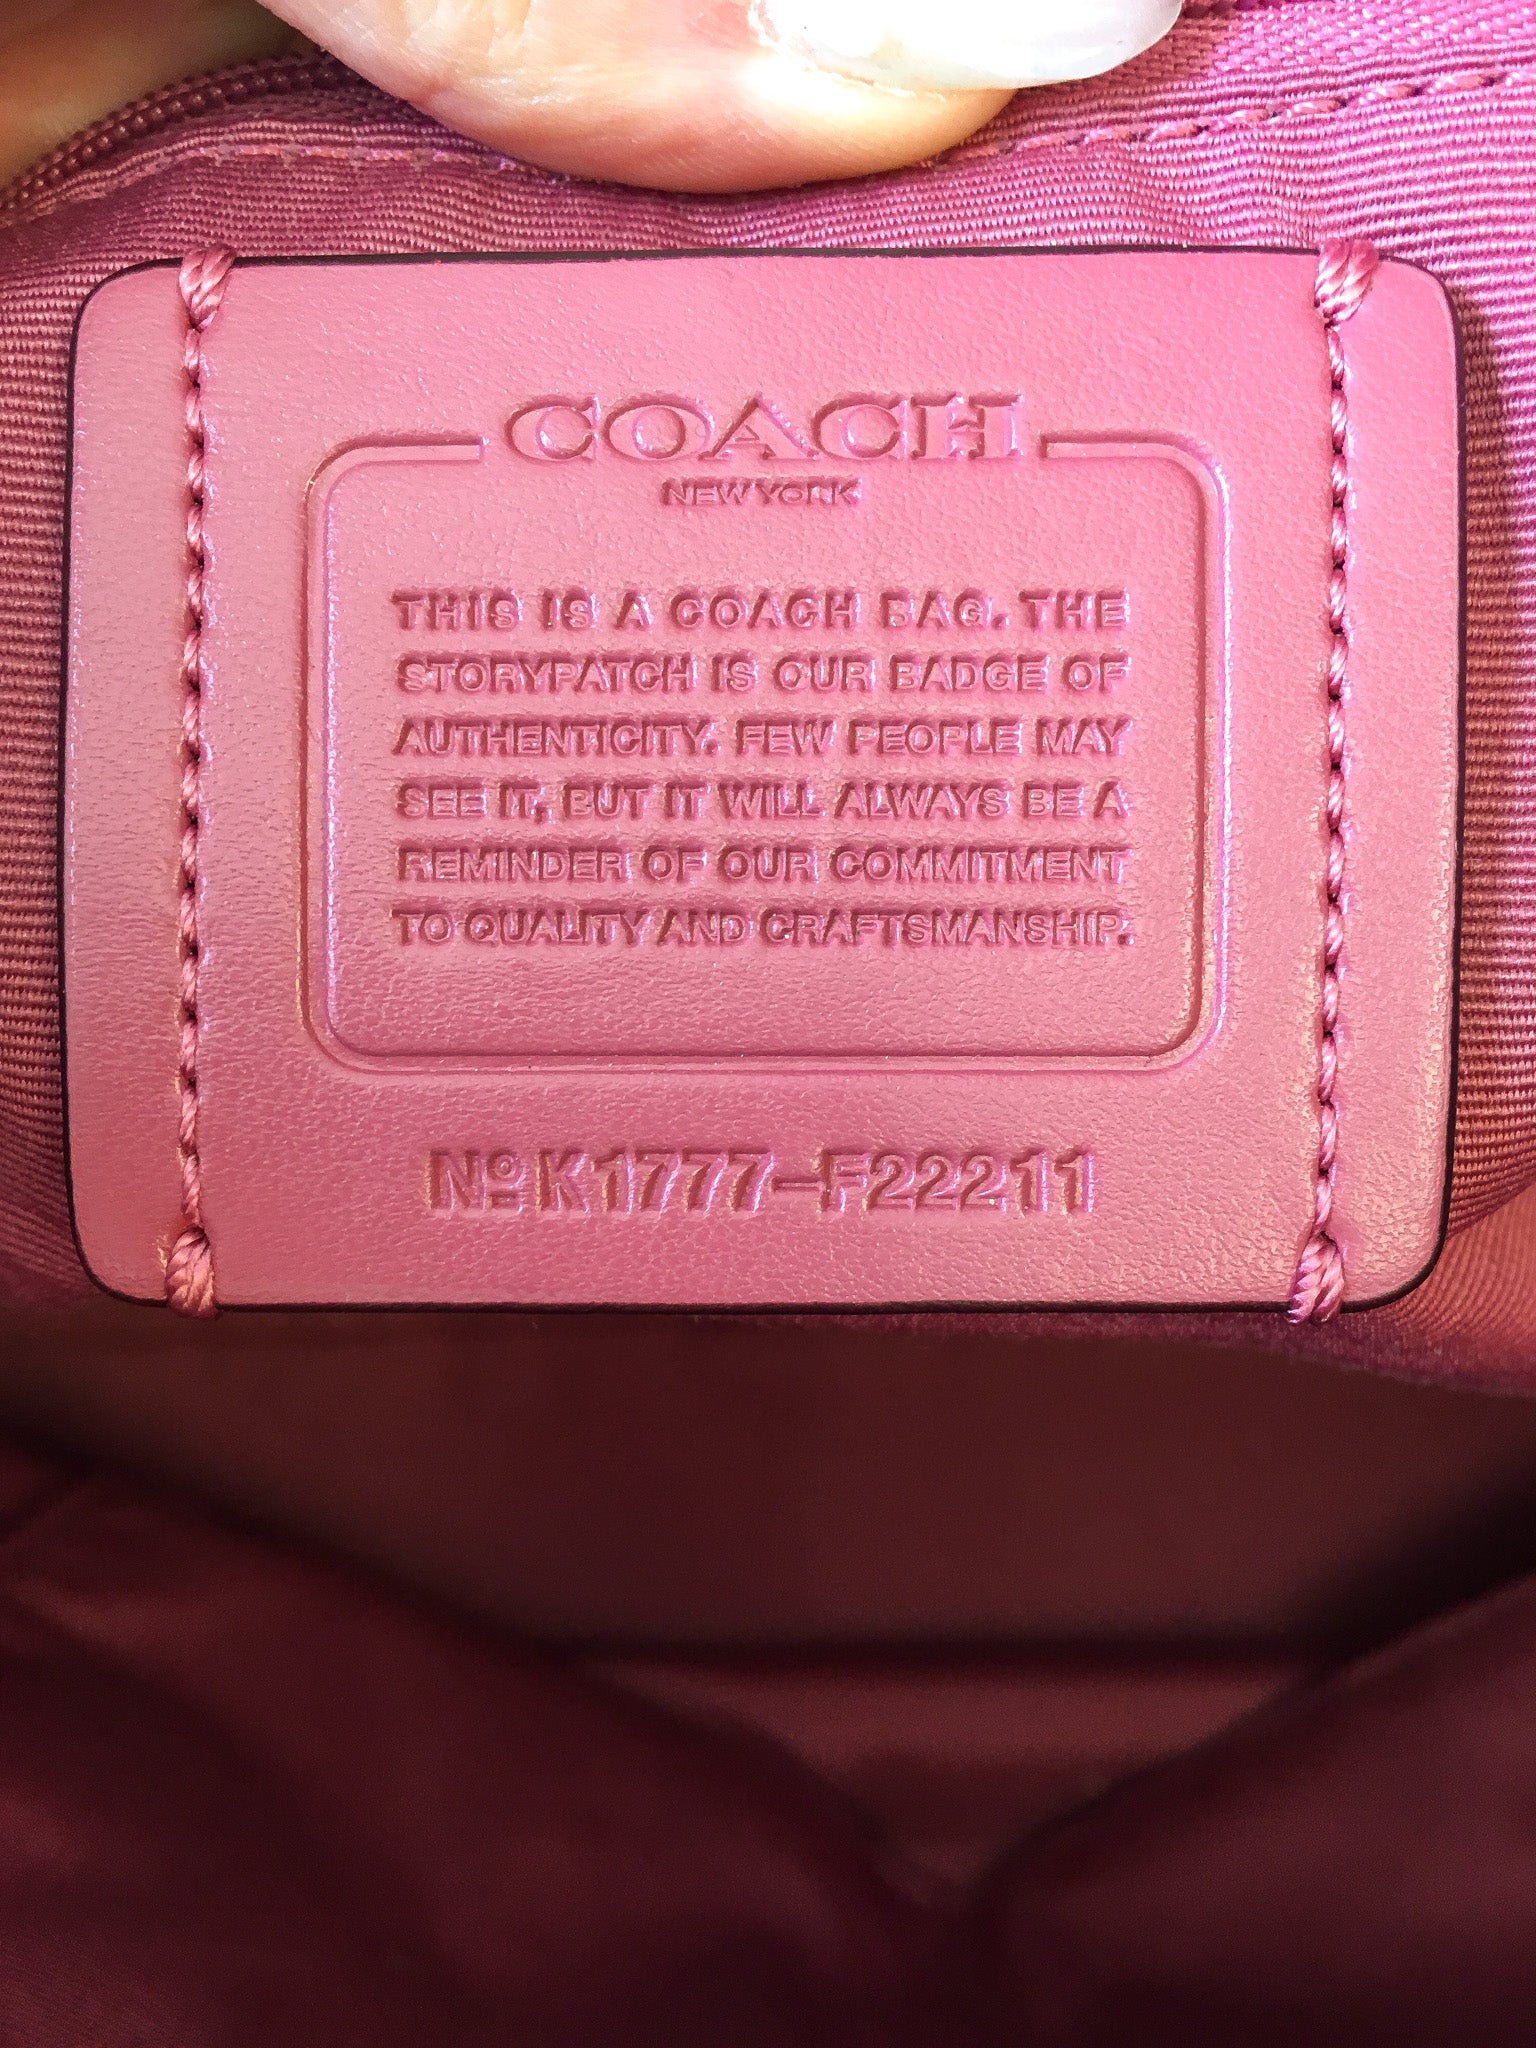 COACH
NEW YORK
THIS IS A COACH BAG. THE
STORYPATCH IS OUR BADGE OF
AUTHENTICITY. FEW PEOPLE MAY
SEE IT, BUT IT WILL ALWAYS BE A
REMINDER OF OUR COMMITMENT
TO QUALITY AND CRAFTSMANSHIP.
Nº K1777-F22211